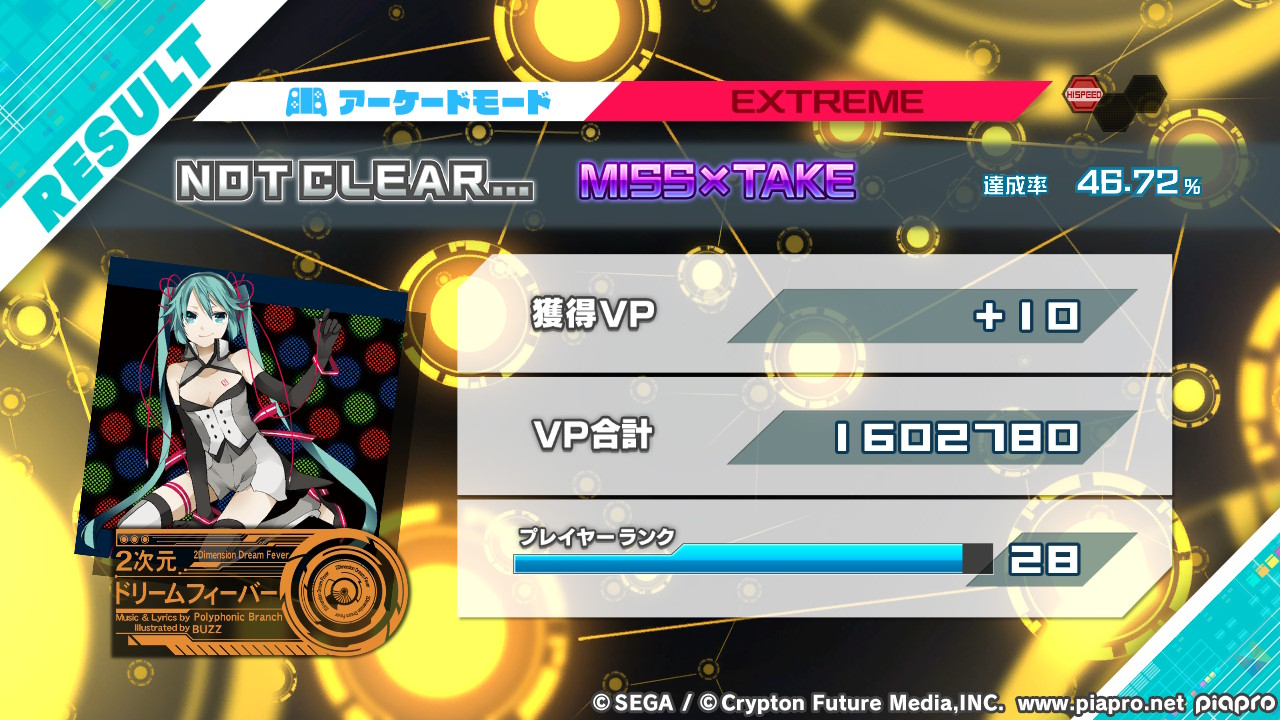 RESULT
アーケードモード
EXTREME
HISPEED
NOT CLEAR...
MISS×TAKE
達成率 46.72%
獲得VP +10
VP合計 1602780
プレイヤーランク
28
2次元
2Dimension Dream Fever
ドリームフィーバー
Music & Lyrics by Polyphonic Branch
Illustrated by BUZZ
© SEGA / © Crypton Future Media,INC. www.piapro.net piapro